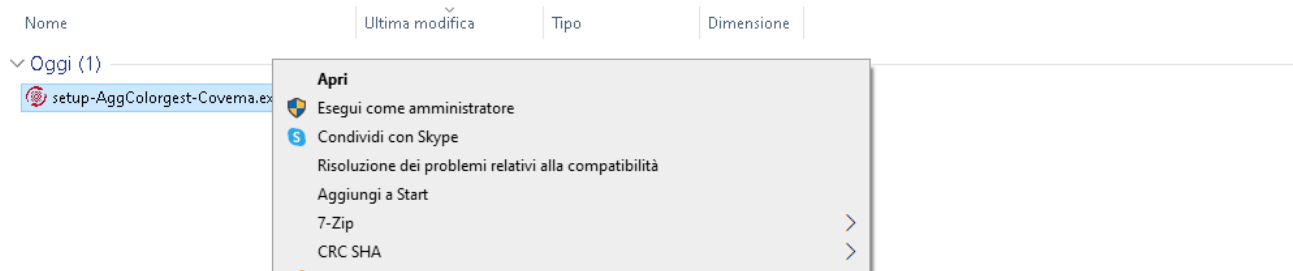 Nome Ultima modifica Tipo Dimensione
Oggi (1)
setup-AggColorgest-Covema.ex
Apri
Esegui come amministratore
Condividi con Skype
Risoluzione dei problemi relativi alla compatibilità
Aggiungi a Start
7-Zip
CRC SHA